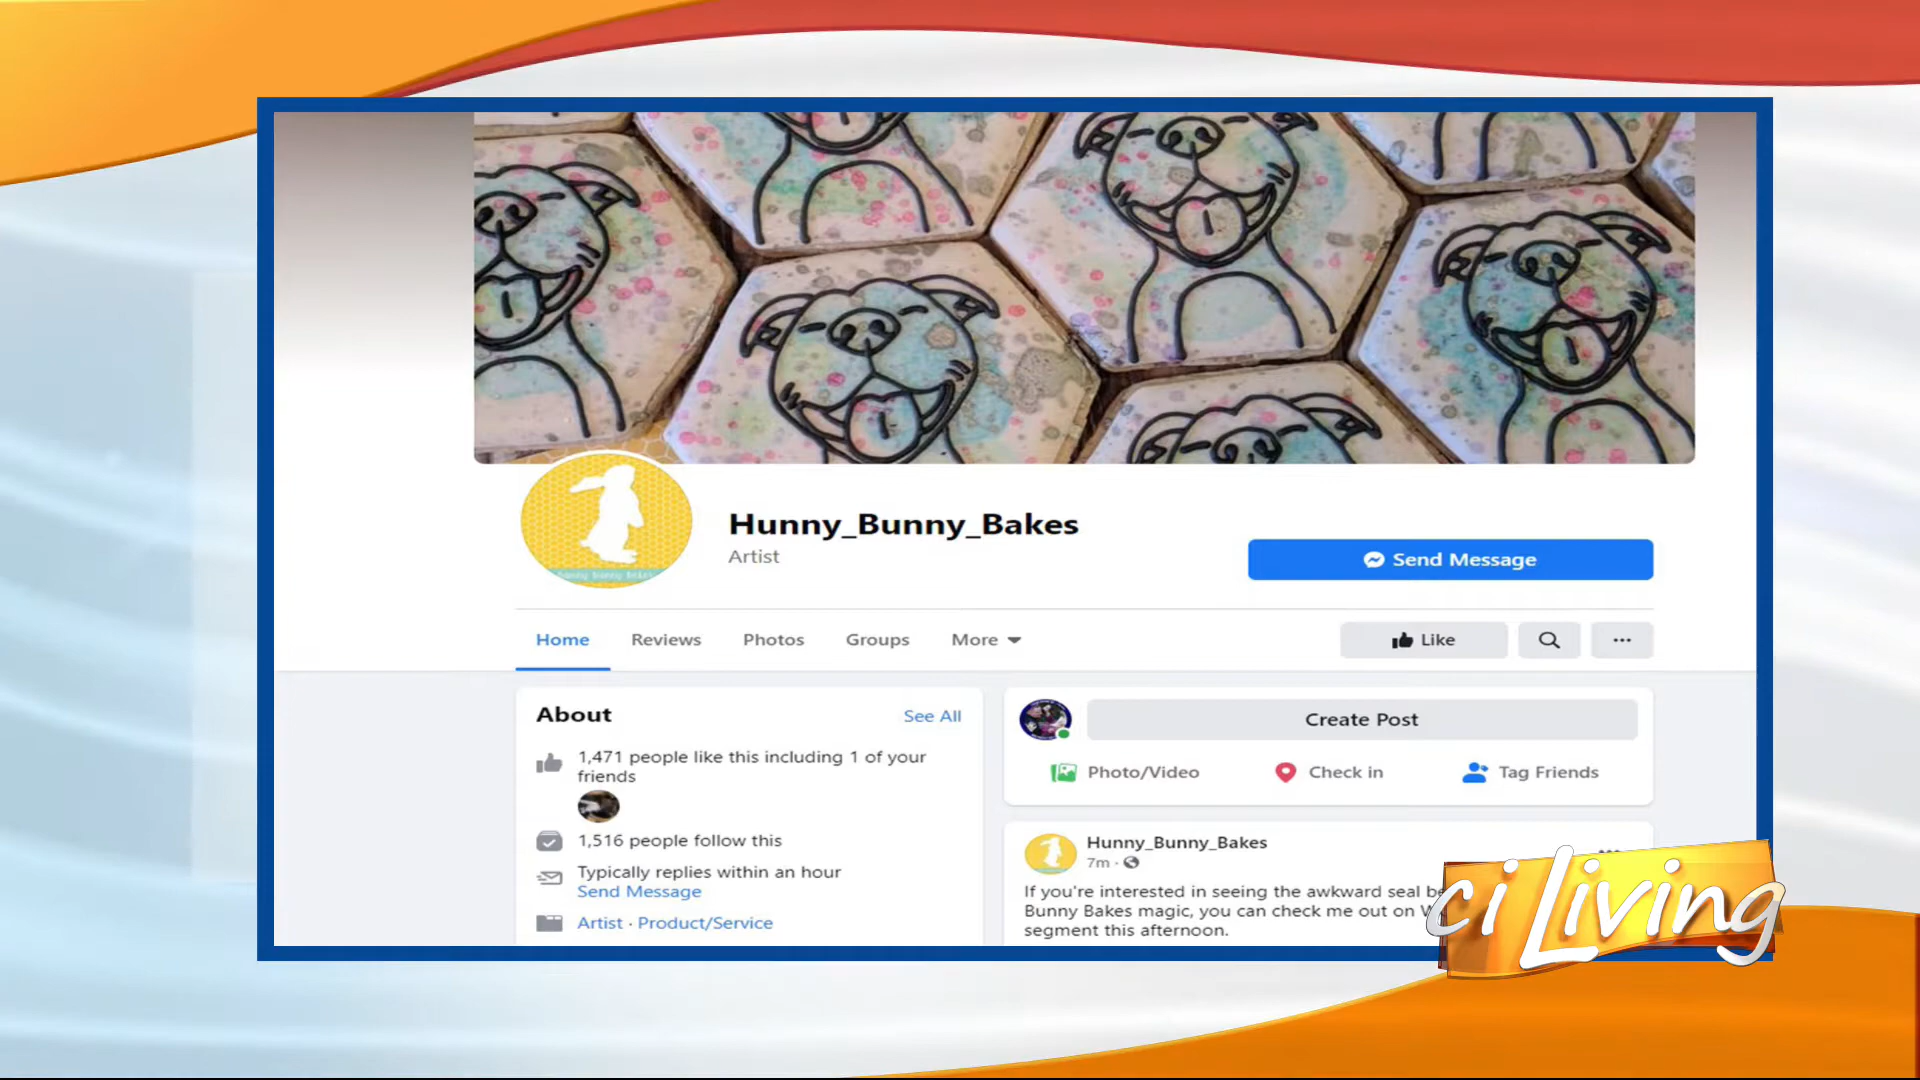 Hunny_Bunny_Bakes
Artist
Send Message
Home
Reviews
Photos
Groups
More
Like
About
See All
1,471 people like this including 1 of your
friends
1,516 people follow this
Typically replies within an hour
Send Message
Artist · Product/Service
Create Post
Photo/Video
Check in
Tag Friends
Hunny_Bunny_Bakes
7m
If you're interested in seeing the awkward seal
Bunny Bakes magic, you can check me out on
segment this afternoon.
hunny bunny bakes
ci Living